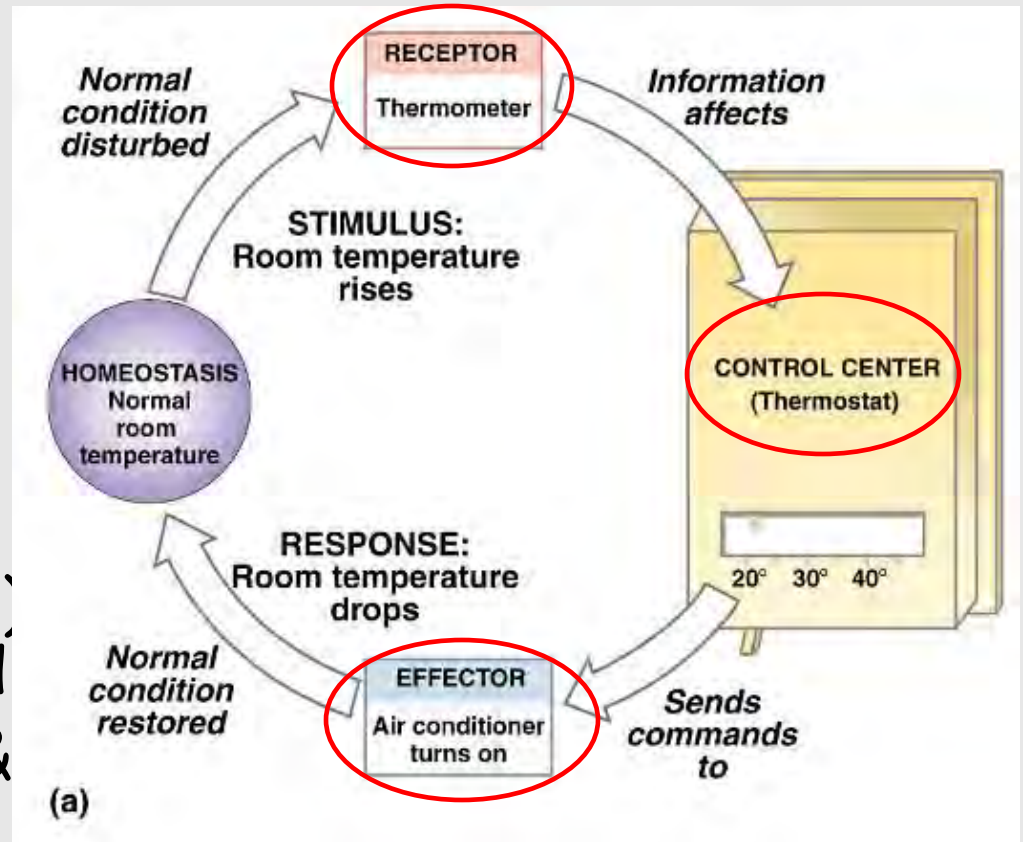 RECEPTOR
Thermometer
Normal
condition
disturbed
Information
affects
STIMULUS:
Room temperature
rises
CONTROL CENTER
(Thermostat)
HOMEOSTASIS
Normal
room
temperature
20° 30° 40°
RESPONSE:
Room temperature
drops
EFFECTOR
Air conditioner
turns on
Sends
commands
to
Normal
condition
restored
&
(a)